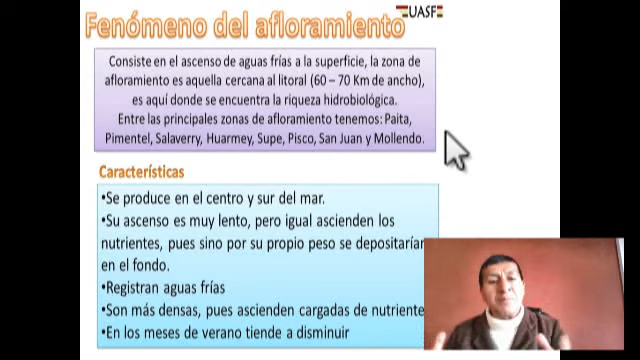 Fenómeno del afloramiento
UASF
Consiste en el ascenso de aguas frías a la superficie, la zona de
afloramiento es aquella cercana al litoral (60 – 70 Km de ancho),
es aquí donde se encuentra la riqueza hidrobiológica.
Entre las principales zonas de afloramiento tenemos: Paita,
Pimentel, Salaverry, Huarmey, Supe, Pisco, San Juan y Mollendo.
Características
•Se produce en el centro y sur del mar.
•Su ascenso es muy lento, pero igual ascienden los
nutrientes, pues sino por su propio peso se depositarían
en el fondo.
•Registran aguas frías
•Son más densas, pues ascienden cargadas de nutriente
•En los meses de verano tiende a disminuir